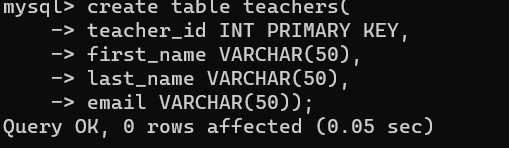 mysql> create table teachers(
    -> teacher_id INT PRIMARY KEY,
    -> first_name VARCHAR(50),
    -> last_name VARCHAR(50),
    -> email VARCHAR(50));
Query OK, 0 rows affected (0.05 sec)